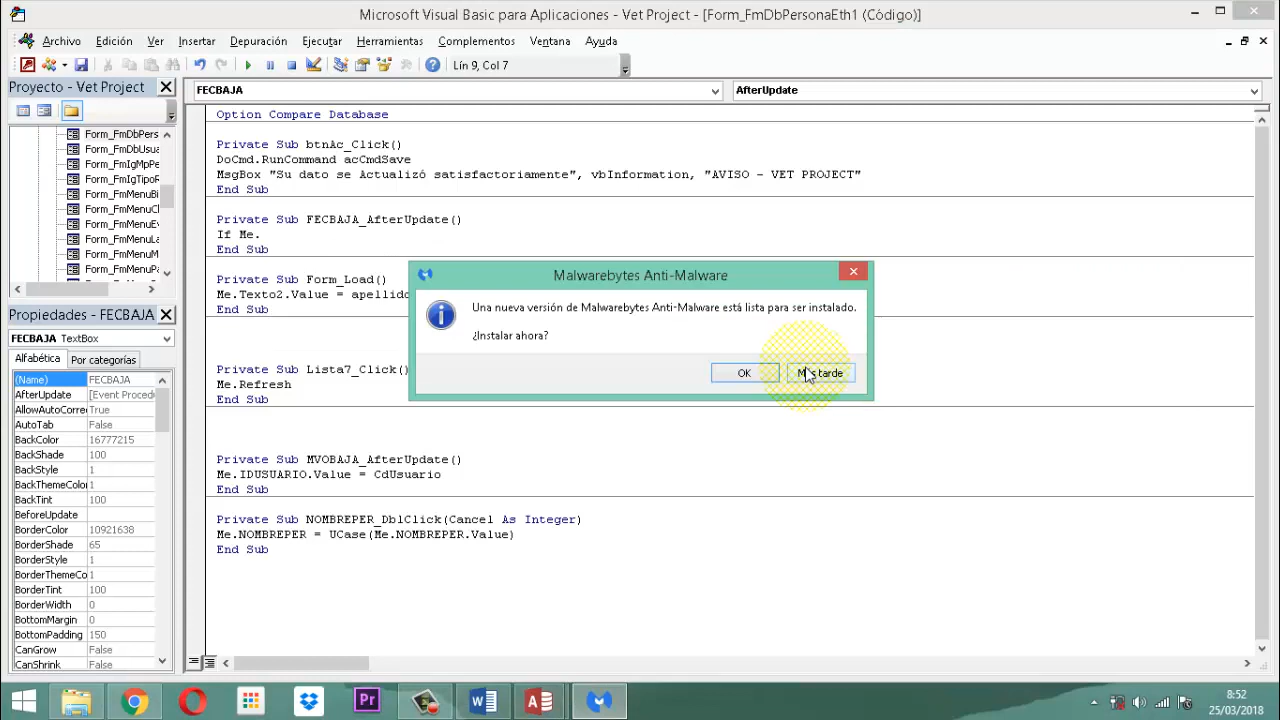 Microsoft Visual Basic para Aplicaciones - Vet Project - [Form_FmDbPersonaEth1 (Código)]
Archivo Edición Ver Insertar Formato Depuración Ejecutar Herramientas Complementos Ventana Ayuda
Lín 9, Col 7
Proyecto - Vet Project
Form_FmDbPers
Form_FmDbUsua
Form_FmIgMpPe
Form_FmIgTipoR
Form_FmMenuBi
Form_FmMenuCl
Form_FmMenuEv
Form_FmMenuLa
Form_FmMenuM
Form_FmMenuPa
Propiedades - FECBAJA
FECBAJA TextBox
Alfabética Por categorías
(Name) FECBAJA
AfterUpdate [Event Procedu
AllowAutoCorrec True
AutoTab False
BackColor 16777215
BackShade 100
BackStyle 1
BackThemeColor 1
BackTint 100
BeforeUpdate
BorderColor 10921638
BorderShade 65
BorderStyle 1
BorderThemeCo 1
BorderTint 100
BorderWidth 0
BottomMargin 0
BottomPadding 150
CanGrow False
CanShrink False
FECBAJA AfterUpdate
Option Compare Database
Private Sub btnAc_Click()
DoCmd.RunCommand acCmdSave
MsgBox "Su dato se Actualizó satisfactoriamente", vbInformation, "AVISO - VET PROJECT"
End Sub
Private Sub FECBAJA_AfterUpdate()
If Me.
End Sub
Private Sub Form_Load()
Me.Texto2.Value = apellido
End Sub
Private Sub Lista7_Click()
Me.Refresh
End Sub
Private Sub MVOBAJA_AfterUpdate()
Me.IDUSUARIO.Value = CdUsuario
End Sub
Private Sub NOMBREPER_DblClick(Cancel As Integer)
Me.NOMBREPER = UCase(Me.NOMBREPER.Value)
End Sub
Malwarebytes Anti-Malware
Una nueva versión de Malwarebytes Anti-Malware está lista para ser instalado.
¿Instalar ahora?
OK Más tarde
Pr
8:52
25/03/2018